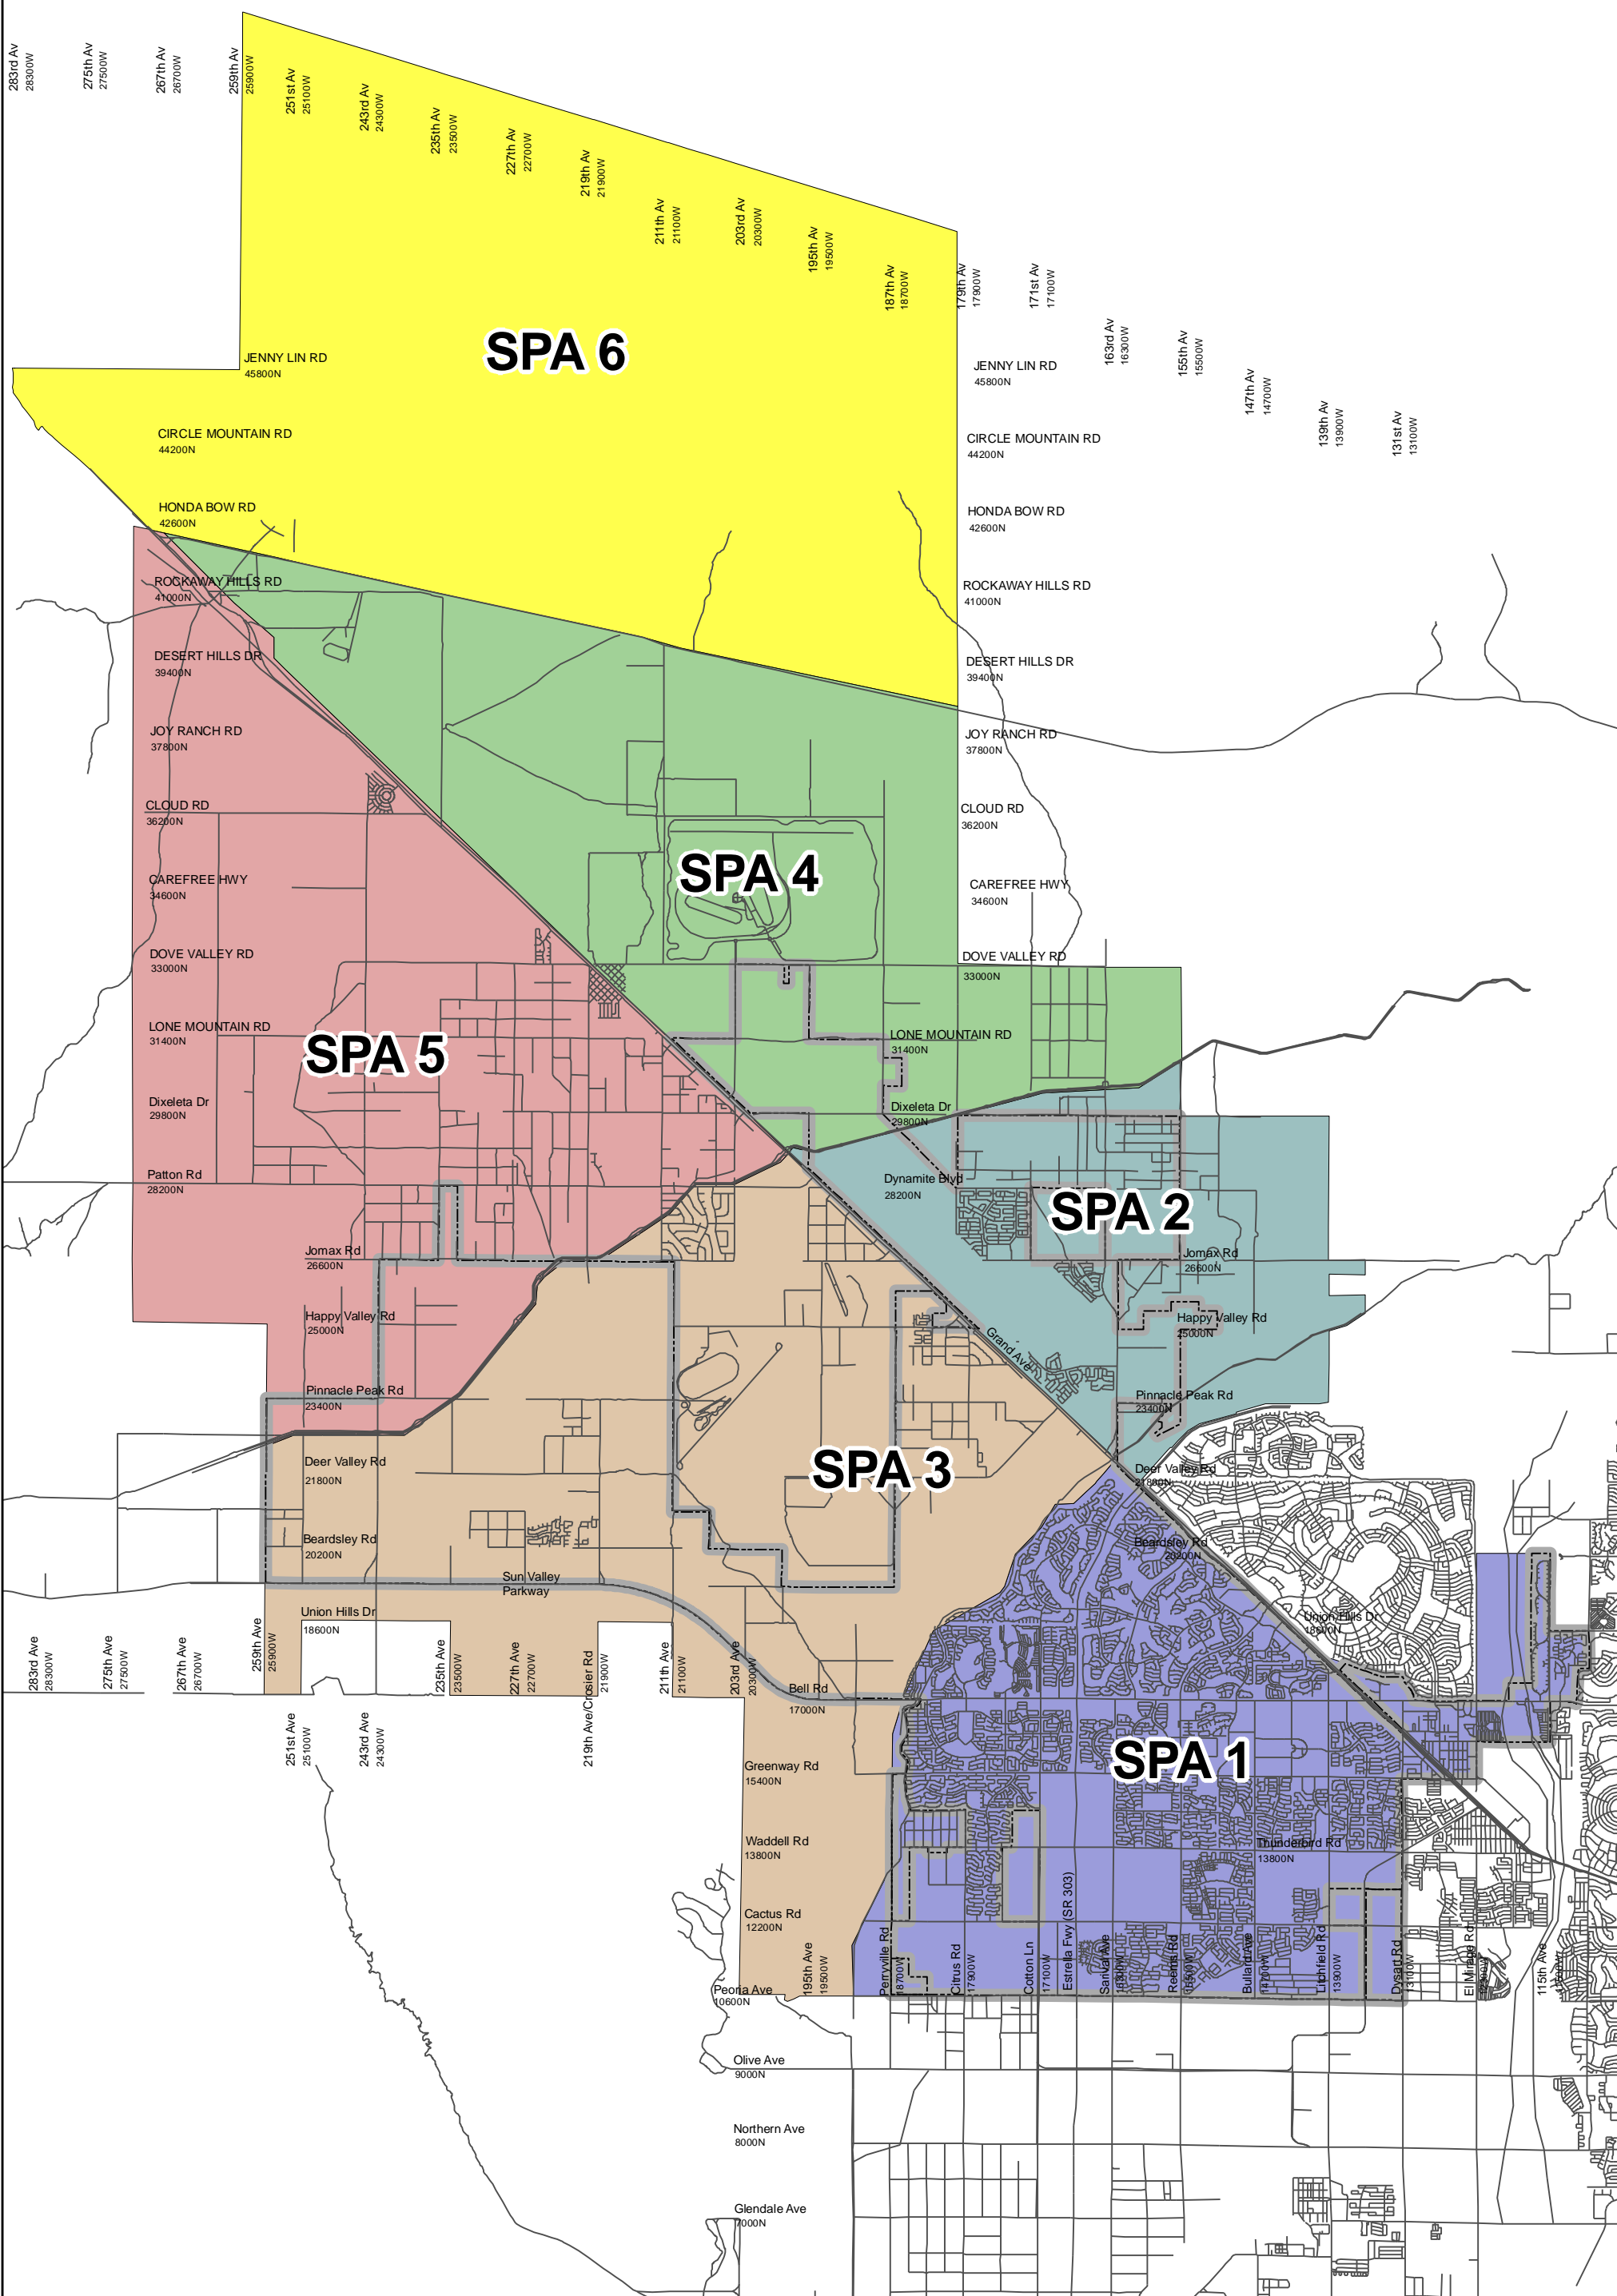 283rd Av
28300W
275th Av
27500W
267th Av
26700W
259th Av
25900W
251st Av
25100W
243rd Av
24300W
235th Av
23500W
227th Av
22700W
219th Av
21900W
211th Av
21100W
203rd Av
20300W
195th Av
19500W
187th Av
18700W
179th Av
17900W
171st Av
17100W
163rd Av
16300W
155th Av
15500W
147th Av
14700W
139th Av
13900W
131st Av
13100W
SPA 6
JENNY LIN RD
45800N
JENNY LIN RD
45800N
CIRCLE MOUNTAIN RD
44200N
CIRCLE MOUNTAIN RD
44200N
HONDA BOW RD
42600N
HONDA BOW RD
42600N
ROCKAWAY HILLS RD
41000N
ROCKAWAY HILLS RD
41000N
DESERT HILLS DR
39400N
DESERT HILLS DR
39400N
JOY RANCH RD
37800N
JOY RANCH RD
37800N
CLOUD RD
36200N
CLOUD RD
36200N
SPA 4
CAREFREE HWY
34600N
CAREFREE HWY
34600N
DOVE VALLEY RD
33000N
DOVE VALLEY RD
33000N
LONE MOUNTAIN RD
31400N
LONE MOUNTAIN RD
31400N
SPA 5
Dixeleta Dr
29800N
Dixeleta Dr
29800N
Patton Rd
28200N
Dynamite Blvd
28200N
SPA 2
Jomax Rd
26600N
Jomax Rd
26600N
Happy Valley Rd
25000N
Happy Valley Rd
25000N
Grand Ave
Pinnacle Peak Rd
23400N
Pinnacle Peak Rd
23400N
SPA 3
Deer Valley Rd
21800N
Deer Valley Rd
21800N
Beardsley Rd
20200N
Beardsley Rd
20200N
Sun Valley
Parkway
Union Hills Dr
18600N
Union Hills Dr
18600N
283rd Ave
28300W
275th Ave
27500W
267th Ave
26700W
259th Ave
25900W
235th Ave
23500W
227th Ave
22700W
219th Ave/Crosier Rd
21900W
211th Ave
21100W
203rd Ave
20300W
Bell Rd
17000N
251st Ave
25100W
243rd Ave
24300W
SPA 1
Greenway Rd
15400N
Waddell Rd
13800N
Thunderbird Rd
13800N
Cactus Rd
12200N
195th Ave
19500W
Perryville Rd
18700W
Citrus Rd
17900W
Cotton Ln
17100W
Estrella Fwy (SR 303)
Sarival Ave
Reems Rd
Bullard Ave
14700W
Litchfield Rd
13900W
Dysart Rd
13100W
El Mirage Rd
115th Ave
Peoria Ave
10600N
Olive Ave
9000N
Northern Ave
8000N
Glendale Ave
7000N